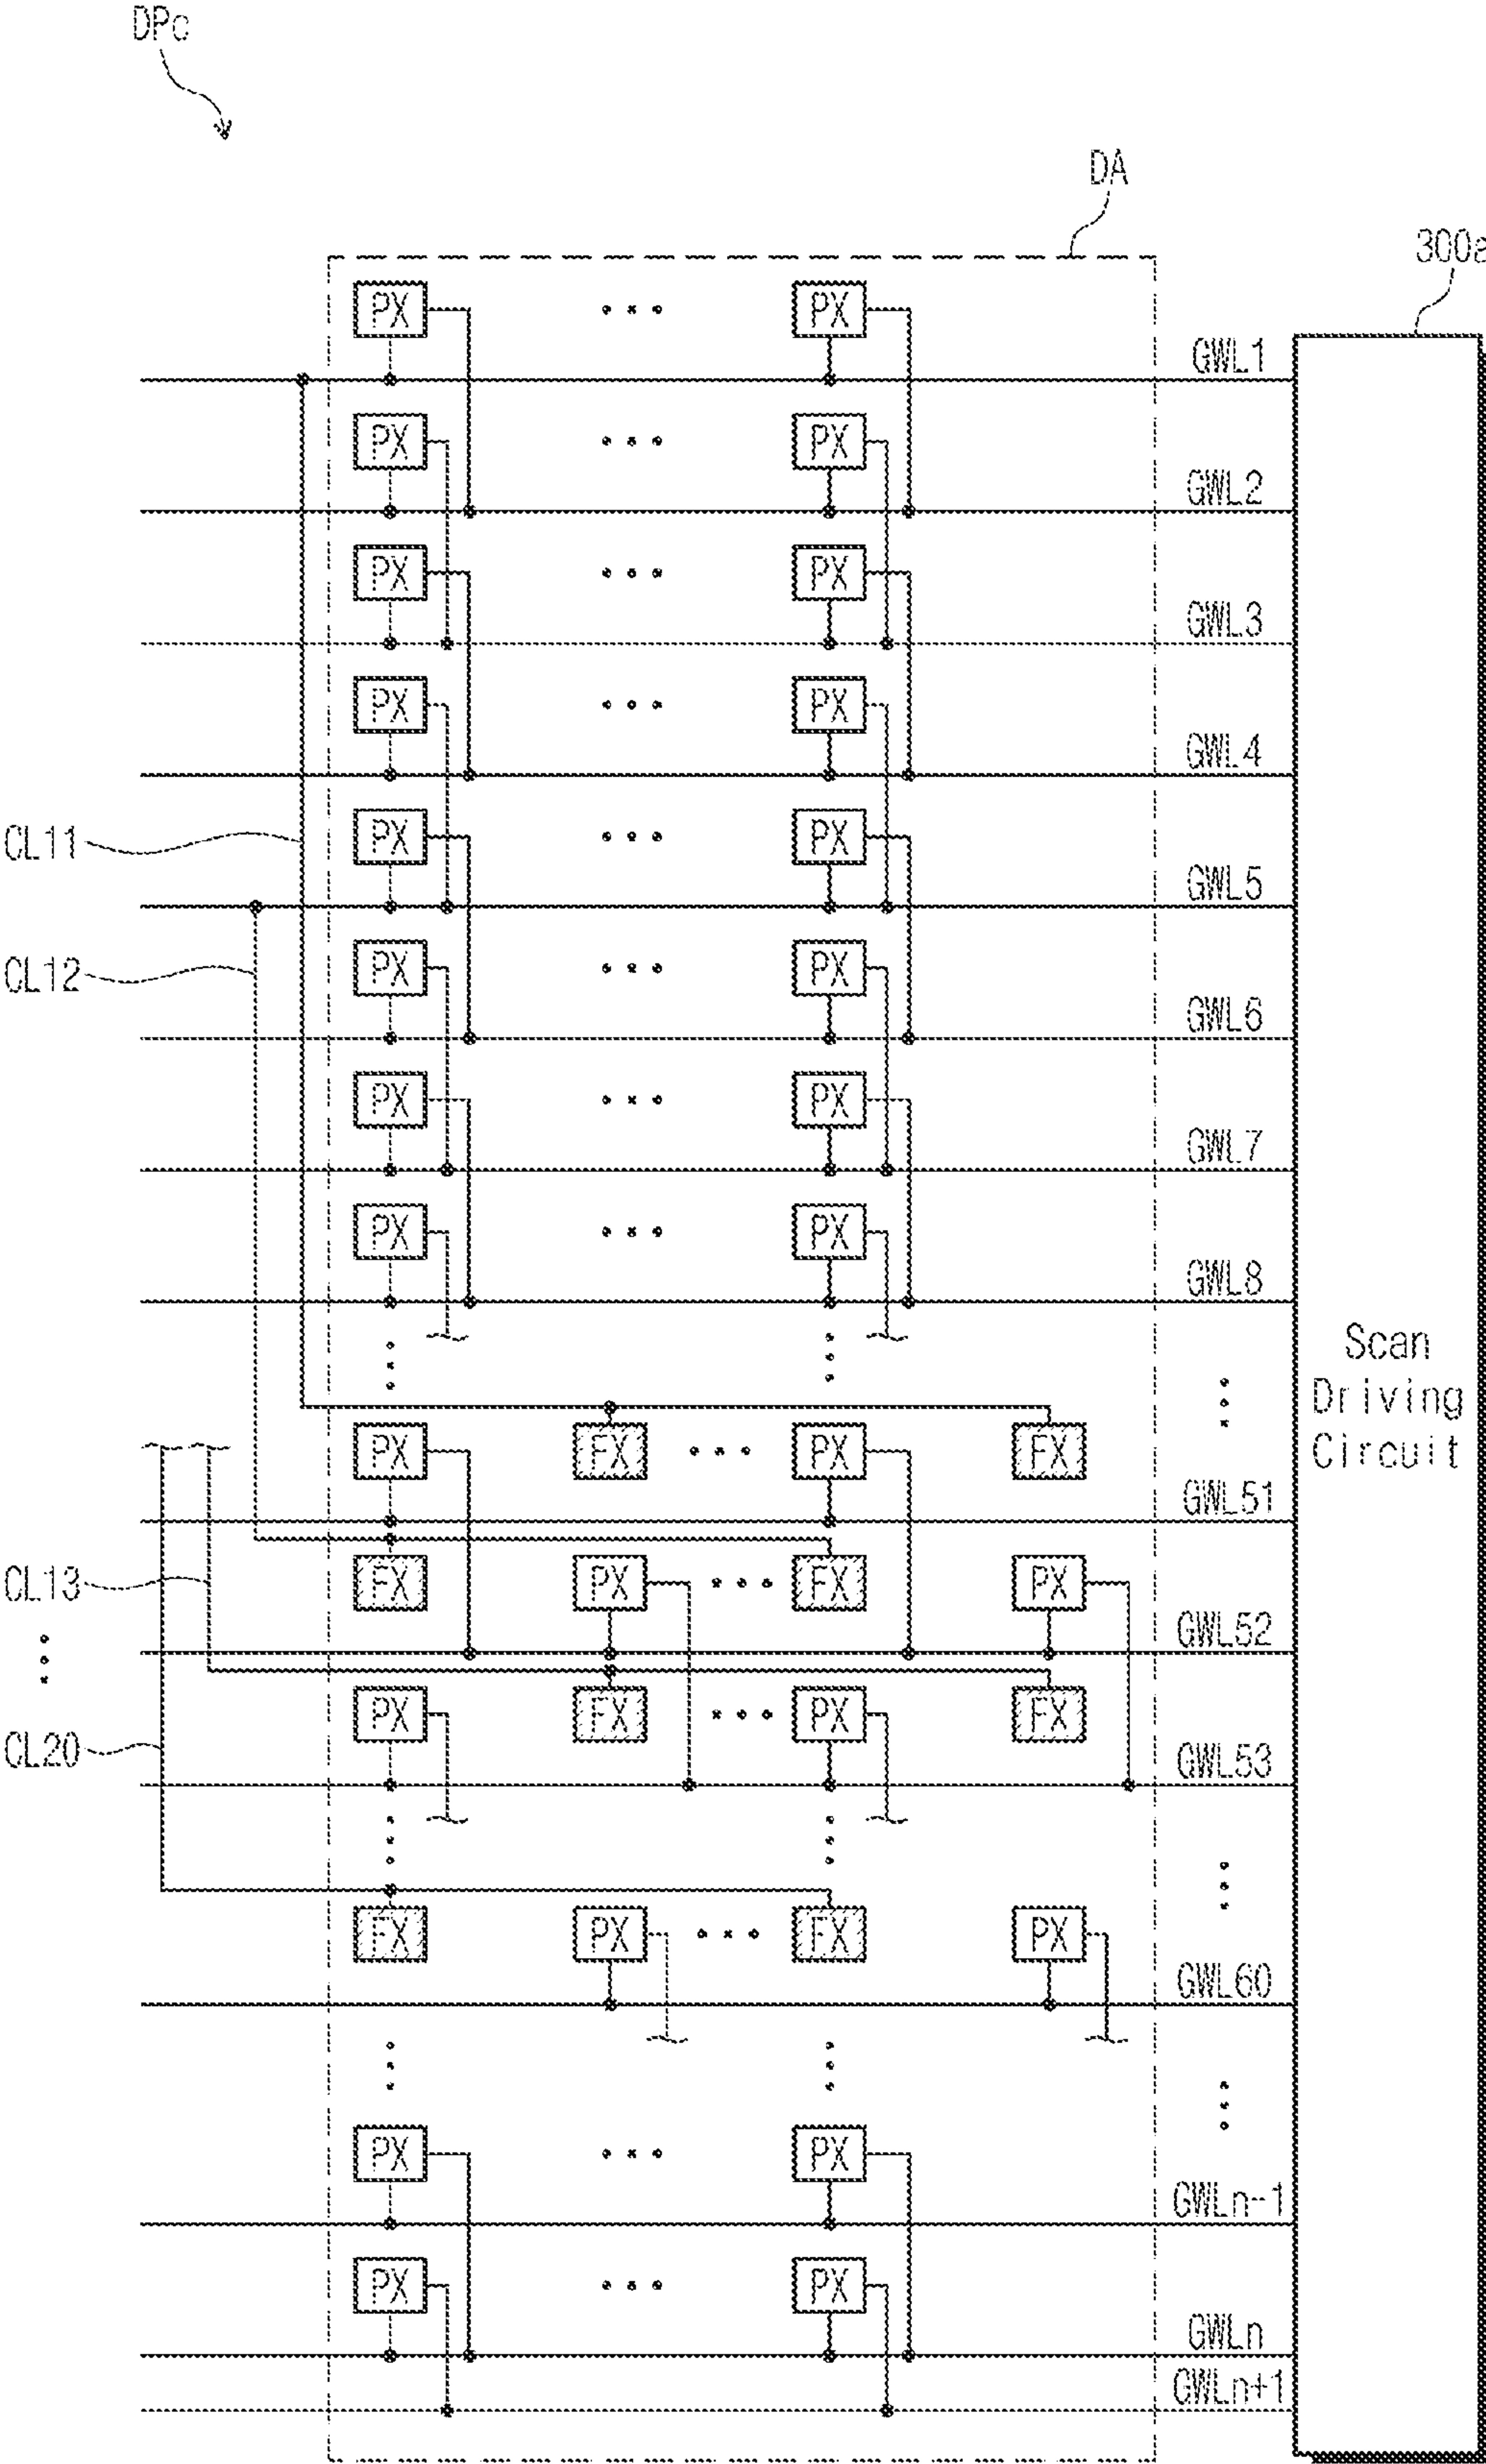 DPc
DA
300a
PX PX
GWL1
PX PX
GWL2
PX PX
GWL3
PX PX
GWL4
CL11
PX PX
GWL5
CL12
PX PX
GWL6
PX PX
GWL7
PX PX
GWL8
Scan
Driving
Circuit
PX FX PX FX
GWL51
CL13
FX PX FX PX
GWL52
PX FX PX FX
CL20
GWL53
FX PX FX PX
GWL60
PX PX
GWLn-1
PX PX
GWLn
GWLn+1